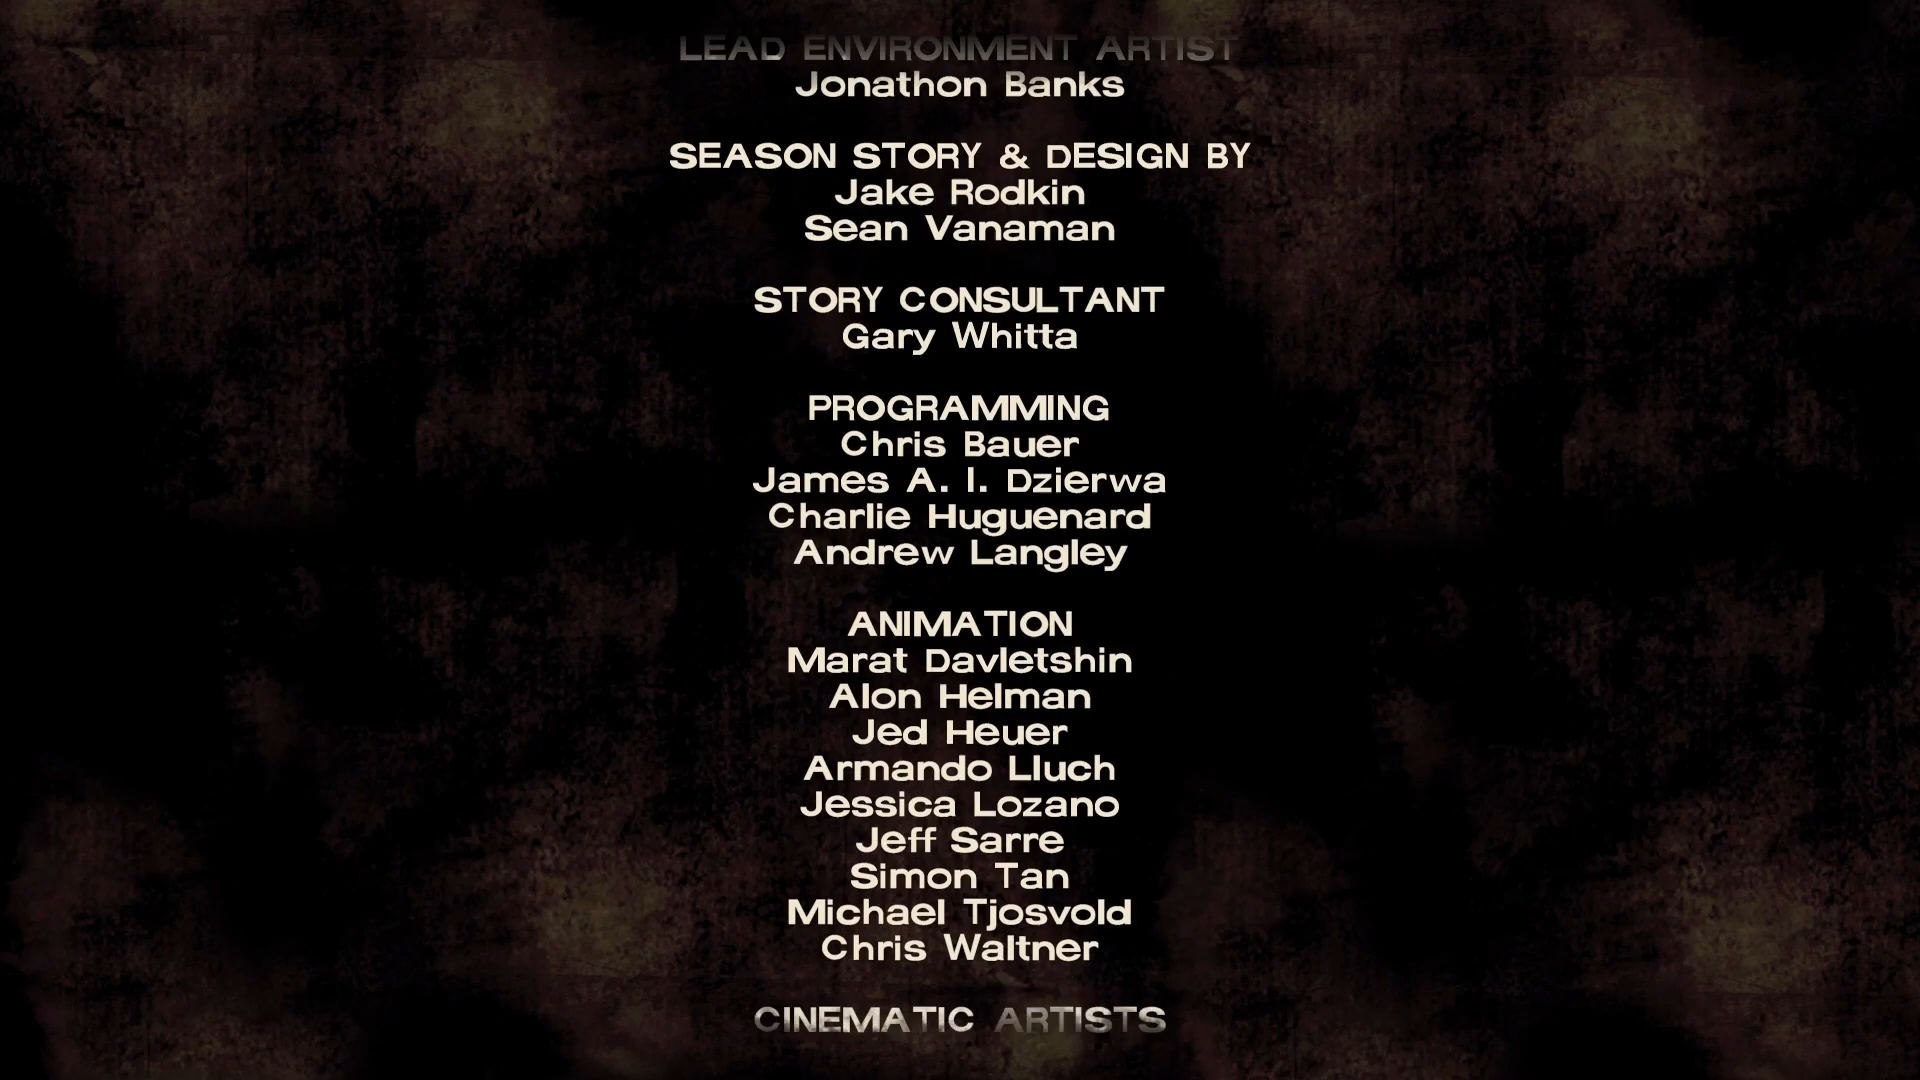 LEAD ENVIRONMENT ARTIST
Jonathon Banks
SEASON STORY & DESIGN BY
Jake Rodkin
Sean Vanaman
STORY CONSULTANT
Gary Whitta
PROGRAMMING
Chris Bauer
James A. I. Dzierwa
Charlie Huguenard
Andrew Langley
ANIMATION
Marat Davletshin
Alon Helman
Jed Heuer
Armando Lluch
Jessica Lozano
Jeff Sarre
Simon Tan
Michael Tjosvold
Chris Waltner
CINEMATIC ARTISTS